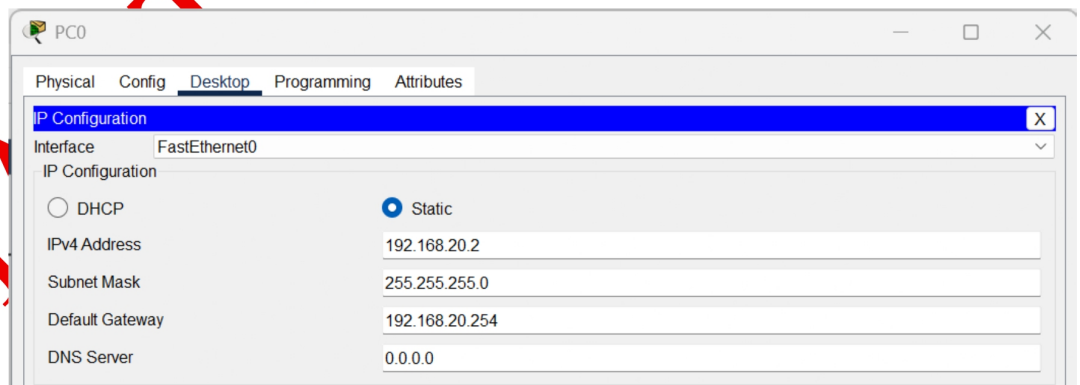 PC0
Physical Config Desktop Programming Attributes
IP Configuration X
Interface FastEthernet0
IP Configuration
DHCP Static
IPv4 Address 192.168.20.2
Subnet Mask 255.255.255.0
Default Gateway 192.168.20.254
DNS Server 0.0.0.0